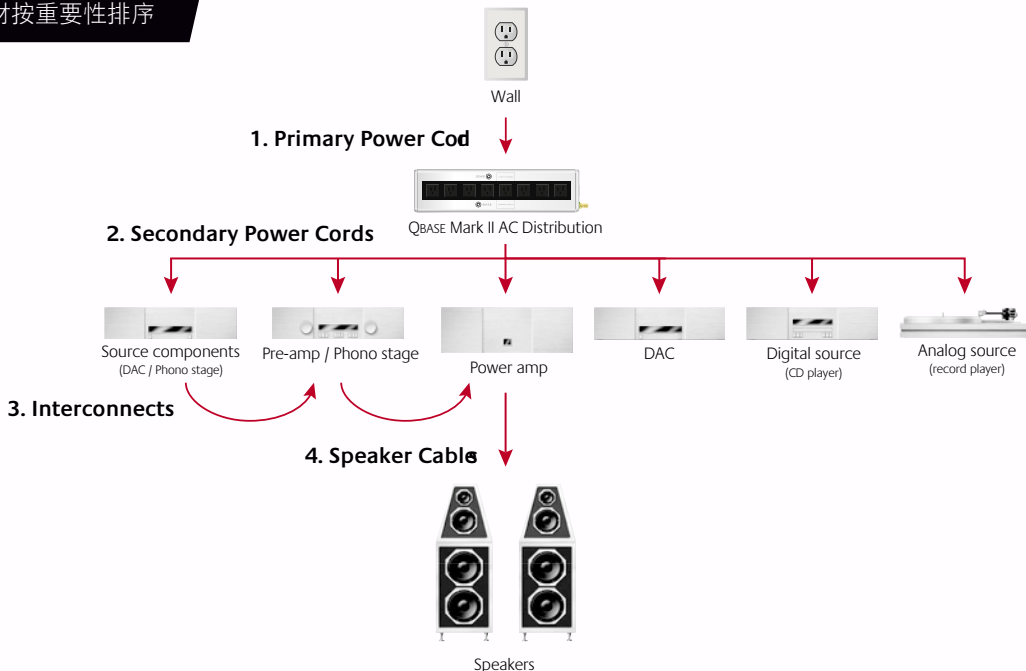 材按重要性排序
Wall
1. Primary Power Cod
QBASE Mark II AC Distribution
2. Secondary Power Cords
Source components
(DAC / Phono stage)
Pre-amp / Phono stage
Power amp
DAC
Digital source
(CD player)
Analog source
(record player)
3. Interconnects
4. Speaker Cables
Speakers